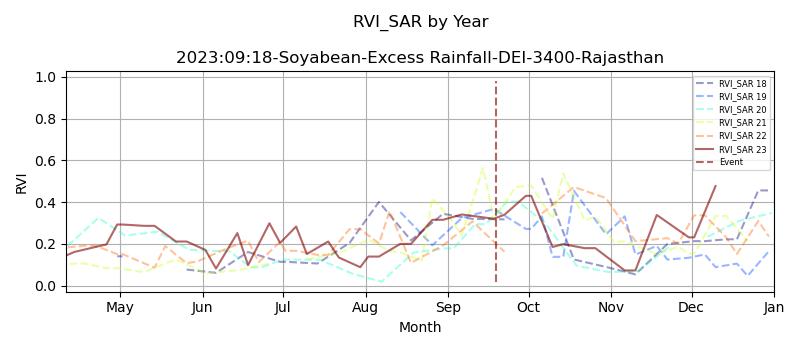 RVI_SAR by Year
2023:09:18-Soyabean-Excess Rainfall-DEI-3400-Rajasthan
1.0
0.8
0.6
0.4
0.2
0.0
RVI
RVI_SAR 18
RVI_SAR 19
RVI_SAR 20
RVI_SAR 21
RVI_SAR 22
RVI_SAR 23
Event
May Jun Jul Aug Sep Oct Nov Dec Jan
Month